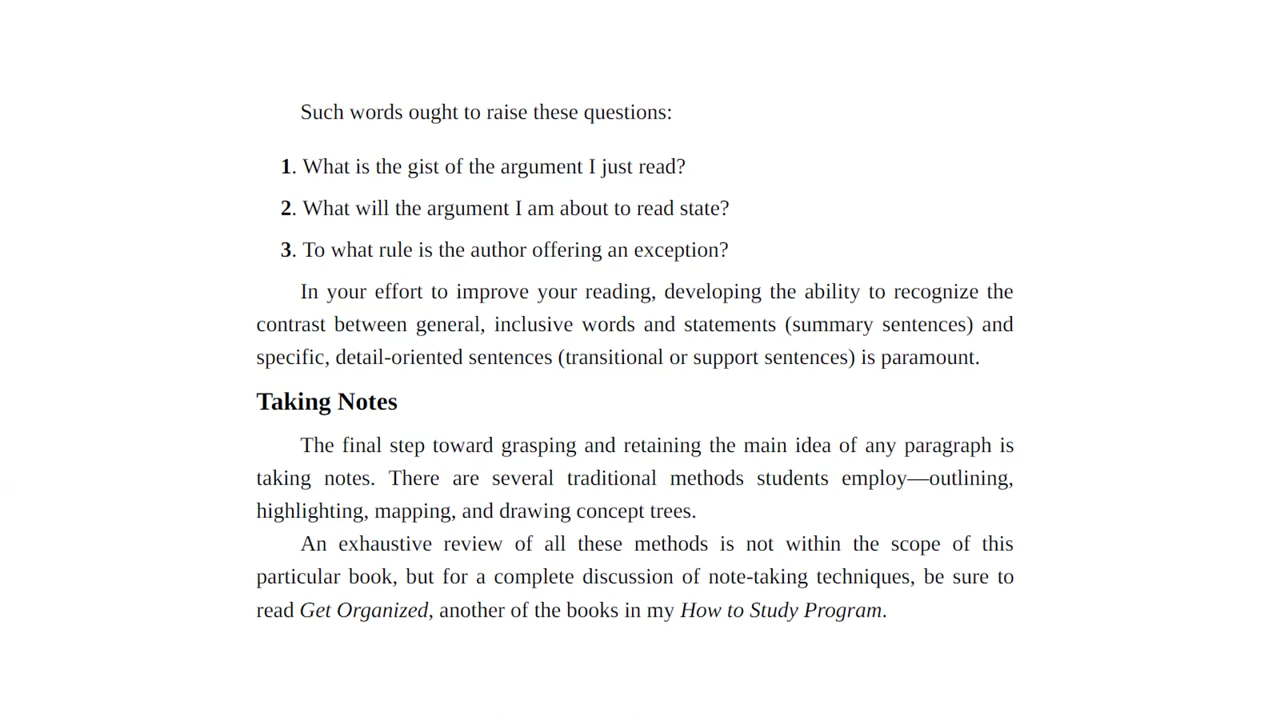 Such words ought to raise these questions:
1. What is the gist of the argument I just read?
2. What will the argument I am about to read state?
3. To what rule is the author offering an exception?
In your effort to improve your reading, developing the ability to recognize the
contrast between general, inclusive words and statements (summary sentences) and
specific, detail-oriented sentences (transitional or support sentences) is paramount.
Taking Notes
The final step toward grasping and retaining the main idea of any paragraph is
taking notes. There are several traditional methods students employ—outlining,
highlighting, mapping, and drawing concept trees.
An exhaustive review of all these methods is not within the scope of this
particular book, but for a complete discussion of note-taking techniques, be sure to
read Get Organized, another of the books in my How to Study Program.